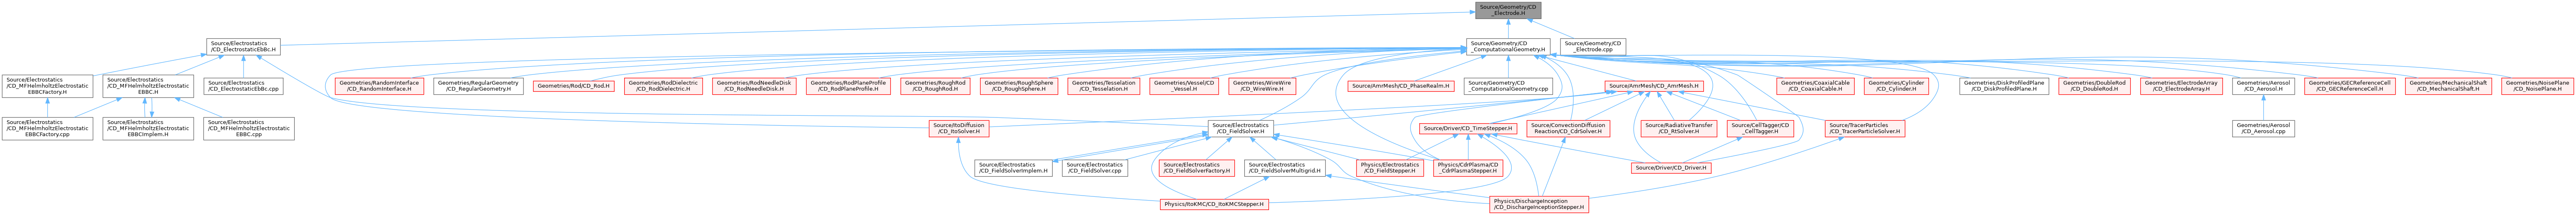 Source/Geometry/CD
_Electrode.H
Source/Electrostatics
/CD_ElectrostaticEbBc.H
Source/Geometry/CD
_ComputationalGeometry.H
Source/Geometry/CD
_Electrode.cpp
Source/Electrostatics
/CD_MFHelmholtzElectrostatic
EBBCFactory.H
Source/Electrostatics
/CD_MFHelmholtzElectrostatic
EBBC.H
Source/Electrostatics
/CD_ElectrostaticEbBc.cpp
Geometries/RandomInterface
/CD_RandomInterface.H
Geometries/RegularGeometry
/CD_RegularGeometry.H
Geometries/Rod/CD_Rod.H
Geometries/RodDielectric
/CD_RodDielectric.H
Geometries/RodNeedleDisk
/CD_RodNeedleDisk.H
Geometries/RodPlaneProfile
/CD_RodPlaneProfile.H
Geometries/RoughRod
/CD_RoughRod.H
Geometries/RoughSphere
/CD_RoughSphere.H
Geometries/Tesselation
/CD_Tesselation.H
Geometries/Vessel/CD
_Vessel.H
Geometries/WireWire
/CD_WireWire.H
Source/AmrMesh/CD_PhaseRealm.H
Source/Geometry/CD
_ComputationalGeometry.cpp
Source/AmrMesh/CD_AmrMesh.H
Geometries/CoaxialCable
/CD_CoaxialCable.H
Geometries/Cylinder
/CD_Cylinder.H
Geometries/DiskProfiledPlane
/CD_DiskProfiledPlane.H
Geometries/DoubleRod
/CD_DoubleRod.H
Geometries/ElectrodeArray
/CD_ElectrodeArray.H
Geometries/Aerosol
/CD_Aerosol.H
Geometries/GECReferenceCell
/CD_GECReferenceCell.H
Geometries/MechanicalShaft
/CD_MechanicalShaft.H
Geometries/NoisePlane
/CD_NoisePlane.H
Source/Electrostatics
/CD_MFHelmholtzElectrostatic
EBBCFactory.cpp
Source/Electrostatics
/CD_MFHelmholtzElectrostatic
EBBCImplem.H
Source/Electrostatics
/CD_MFHelmholtzElectrostatic
EBBC.cpp
Source/ItoDiffusion
/CD_ItoSolver.H
Source/Electrostatics
/CD_FieldSolver.H
Source/Driver/CD_TimeStepper.H
Source/ConvectionDiffusion
Reaction/CD_CdrSolver.H
Source/RadiativeTransfer
/CD_RtSolver.H
Source/CellTagger/CD
_CellTagger.H
Source/TracerParticles
/CD_TracerParticleSolver.H
Geometries/Aerosol
/CD_Aerosol.cpp
Source/Electrostatics
/CD_FieldSolverImplem.H
Source/Electrostatics
/CD_FieldSolver.cpp
Source/Electrostatics
/CD_FieldSolverFactory.H
Source/Electrostatics
/CD_FieldSolverMultigrid.H
Physics/Electrostatics
/CD_FieldStepper.H
Physics/CdrPlasma/CD
_CdrPlasmaStepper.H
Source/Driver/CD_Driver.H
Physics/ItoKMC/CD_ItoKMCStepper.H
Physics/DischargeInception
/CD_DischargeInceptionStepper.H